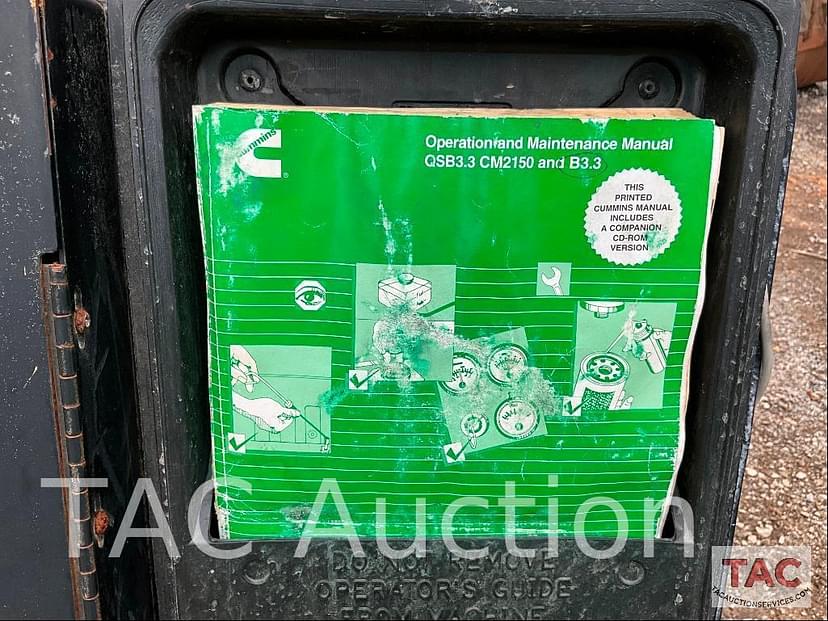 Cummins
Operation and Maintenance Manual
QSB3.3 CM2150 and B3.3
THIS
PRINTED
CUMMINS MANUAL
INCLUDES
A COMPANION
CD-ROM
VERSION
TAC Auction
DO NOT REMOVE
OPERATOR'S GUIDE
FROM MACHINE
TAC
TACAUCTIONSERVICES.COM